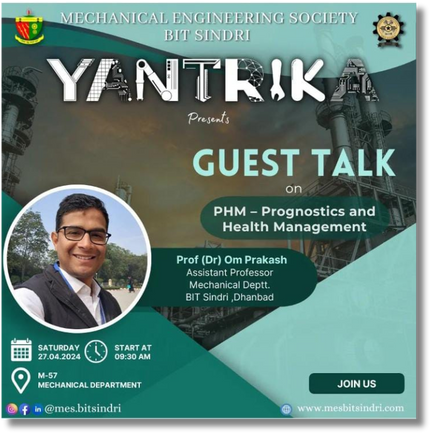 MECHANICAL ENGINEERING SOCIETY
BIT SINDRI
YANTRIKA
Presents
GUEST TALK
on
PHM – Prognostics and
Health Management
Prof (Dr) Om Prakash
Assistant Professor
Mechanical Deptt.
BIT Sindri ,Dhanbad
SATURDAY
27.04.2024
START AT
09:30 AM
M-57
MECHANICAL DEPARTMENT
JOIN US
@mes.bitsindri
www.mesbitsindri.com